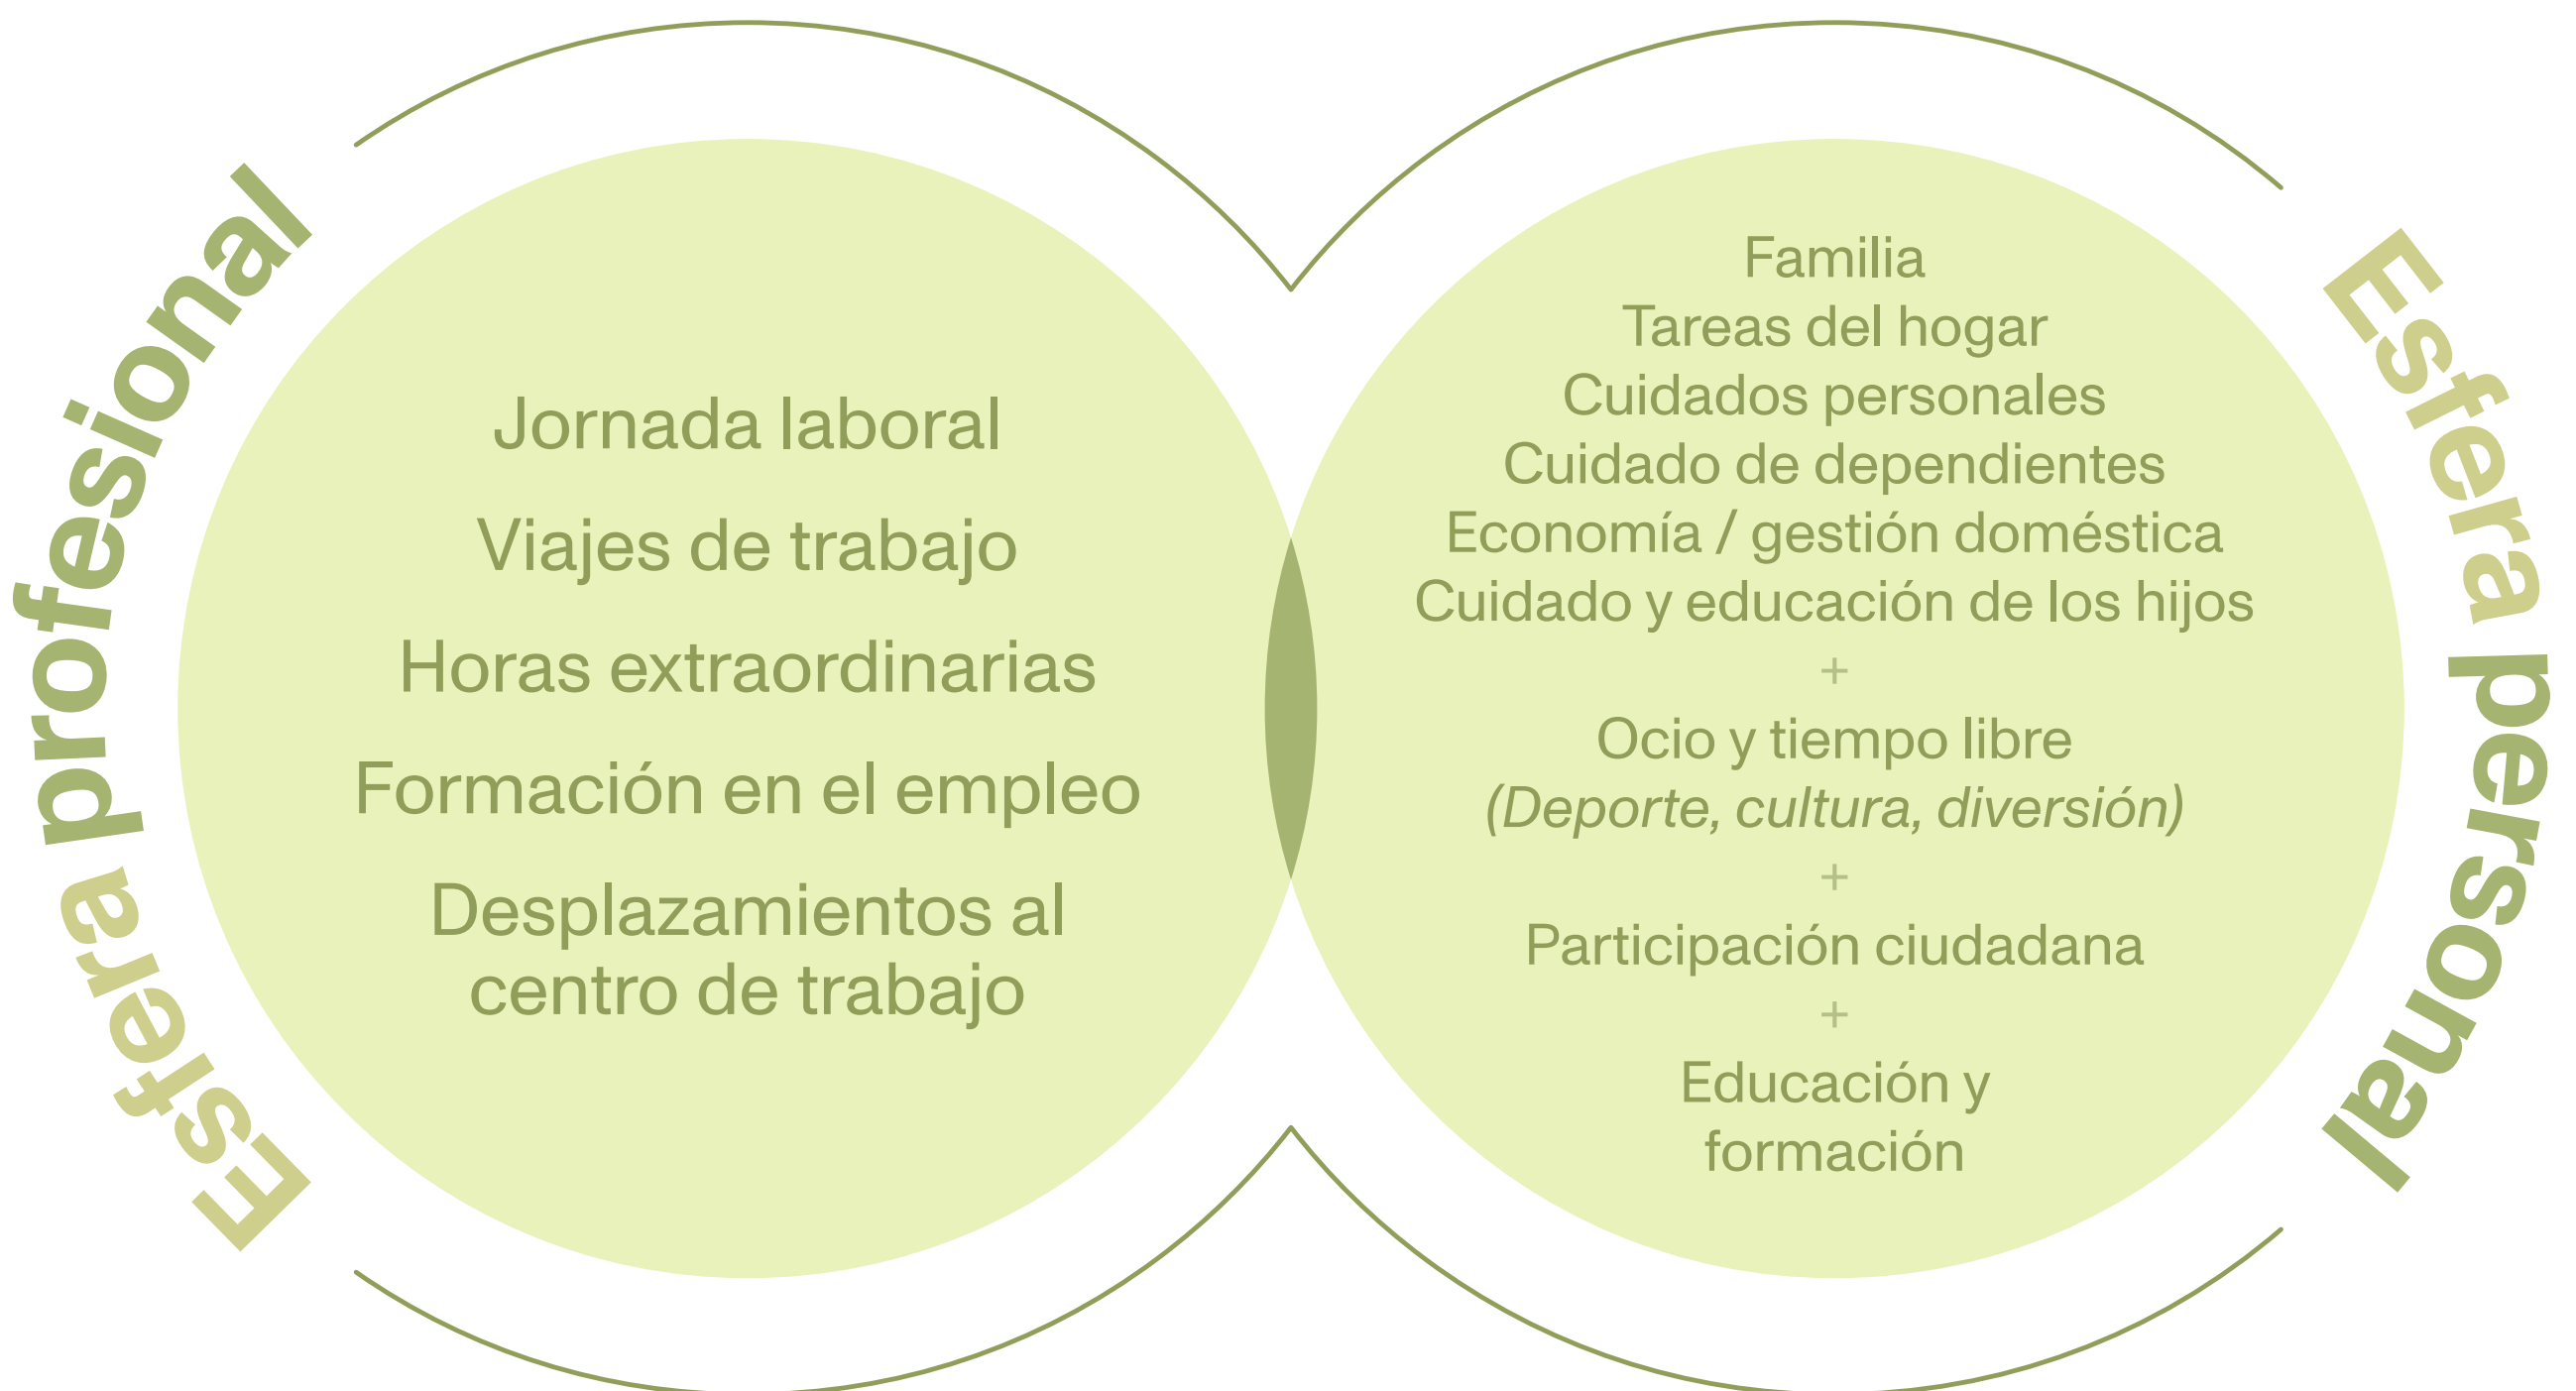 Esfera profesional
Jornada laboral
Viajes de trabajo
Horas extraordinarias
Formación en el empleo
Desplazamientos al
centro de trabajo
Familia
Tareas del hogar
Cuidados personales
Cuidado de dependientes
Economía / gestión doméstica
Cuidado y educación de los hijos
+
Ocio y tiempo libre
(Deporte, cultura, diversión)
+
Participación ciudadana
+
Educación y
formación
Esfera personal